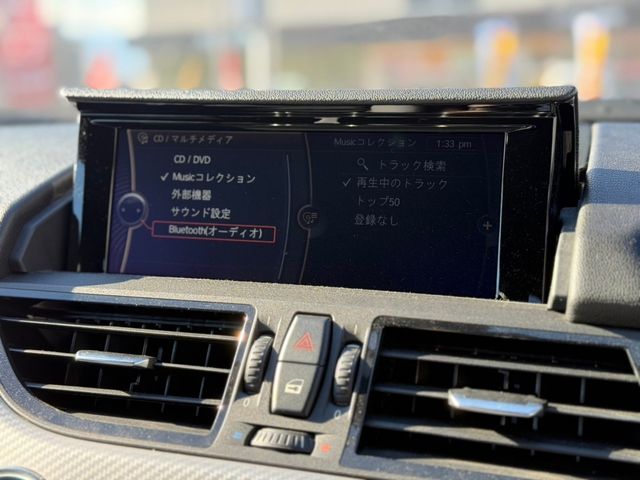 CD / マルチメディア
CD / DVD
✓ Musicコレクション
外部機器
サウンド設定
Bluetooth(オーディオ)
Musicコレクション 1:33 pm
トラック検索
✓ 再生中のトラック
トップ50
登録なし
+
0
0